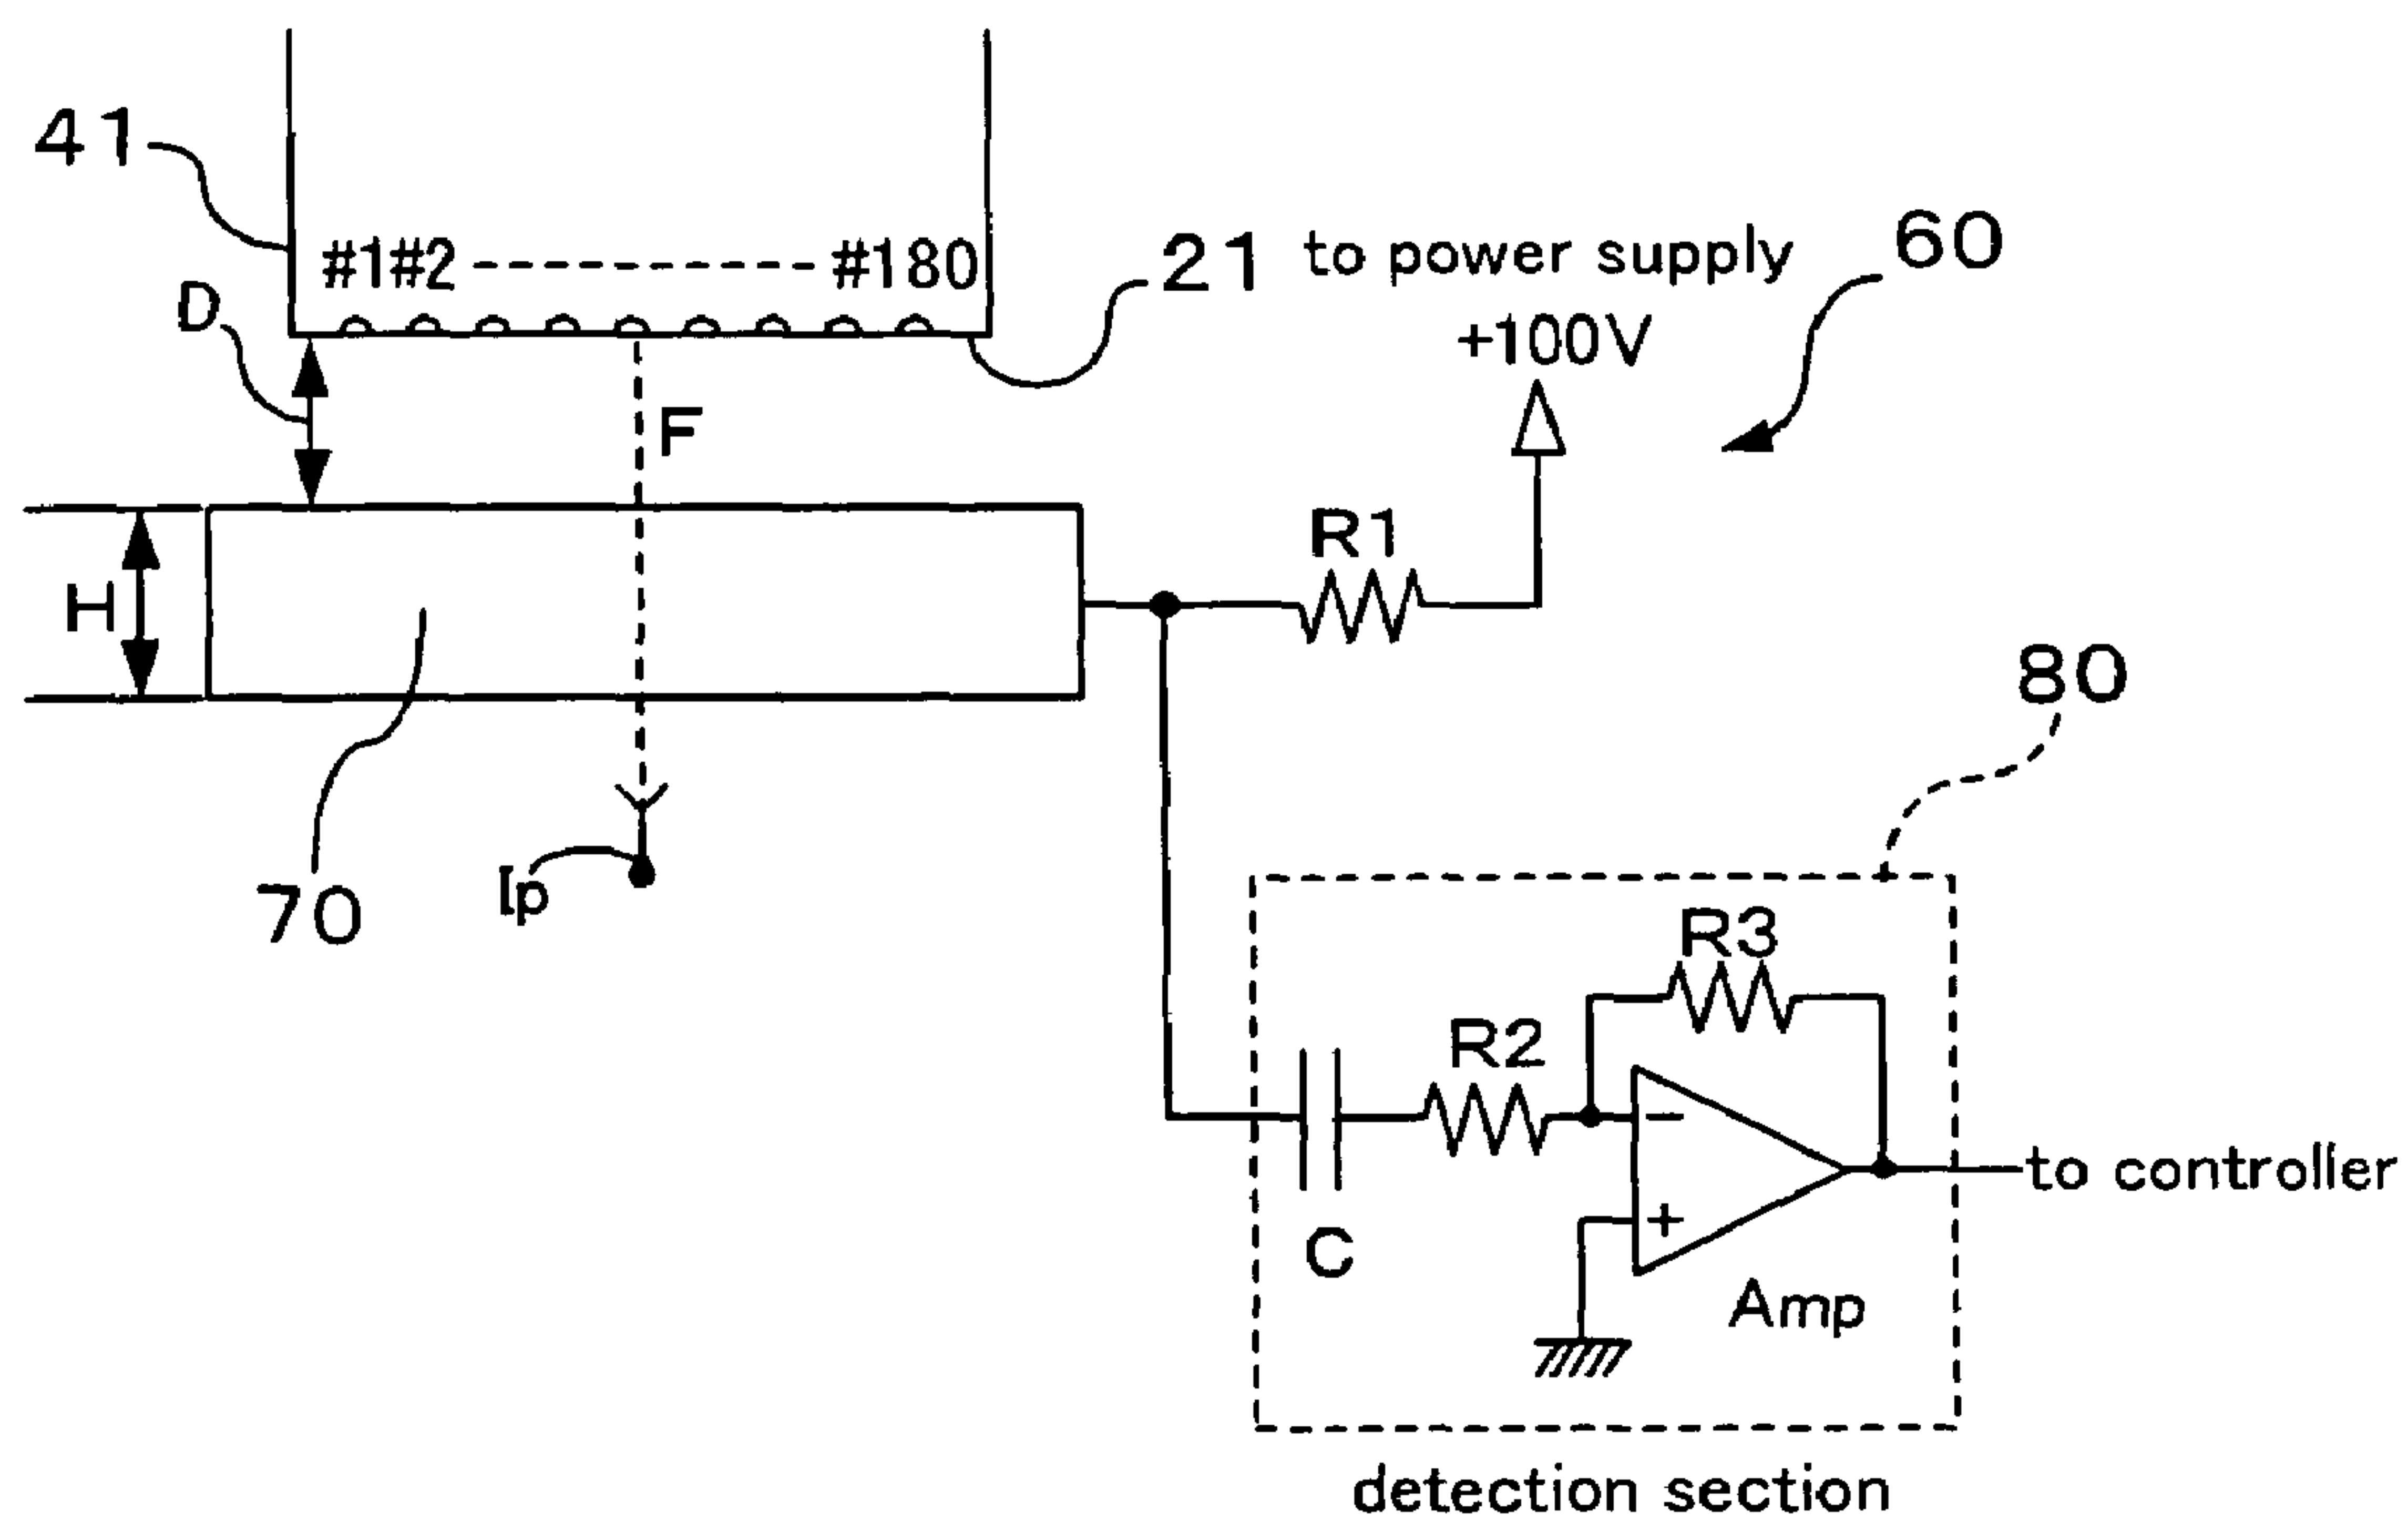 41
#1#2 ---------- #180
D
21
to power supply
+100V
60
F
R1
H
80
70
Ip
R3
R2
−
+
C
Amp
to controller
detection section